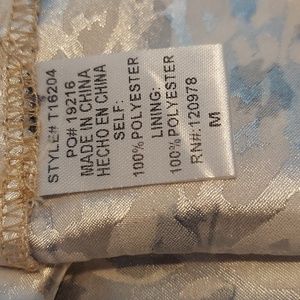 STYLE# T16204
PO# 19216
MADE IN CHINA
HECHO EN CHINA
SELF:
100% POLYESTER
LINING:
100% POLYESTER
RN#: 120978
M